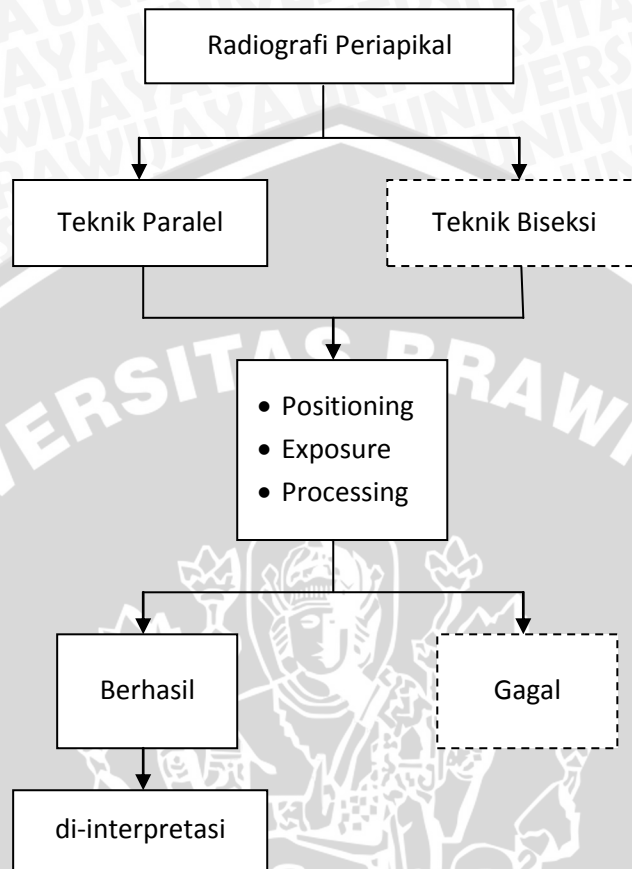 Radiografi Periapikal
Teknik Paralel
Teknik Biseksi
• Positioning
• Exposure
• Processing
Berhasil
Gagal
di-interpretasi